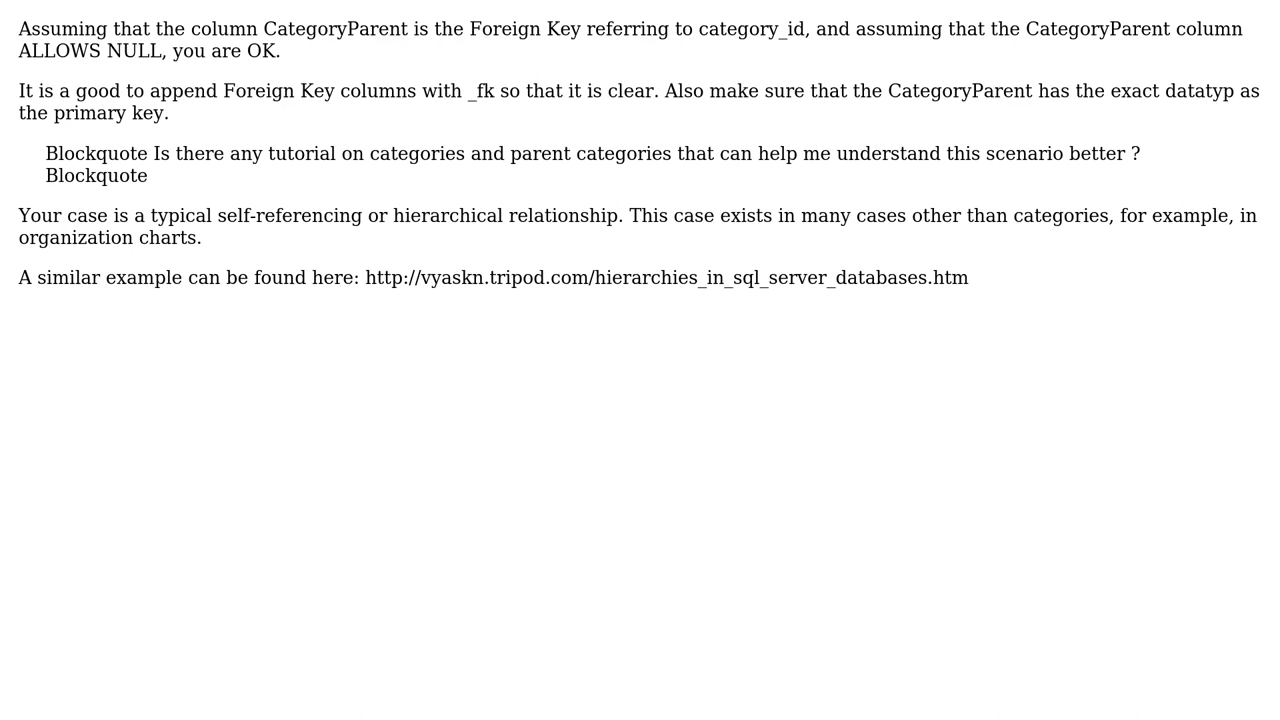 Assuming that the column CategoryParent is the Foreign Key referring to category_id, and assuming that the CategoryParent column
ALLOWS NULL, you are OK.
It is a good to append Foreign Key columns with _fk so that it is clear. Also make sure that the CategoryParent has the exact datatyp as
the primary key.
Blockquote Is there any tutorial on categories and parent categories that can help me understand this scenario better ?
Blockquote
Your case is a typical self-referencing or hierarchical relationship. This case exists in many cases other than categories, for example, in
organization charts.
A similar example can be found here: http://vyaskn.tripod.com/hierarchies_in_sql_server_databases.htm